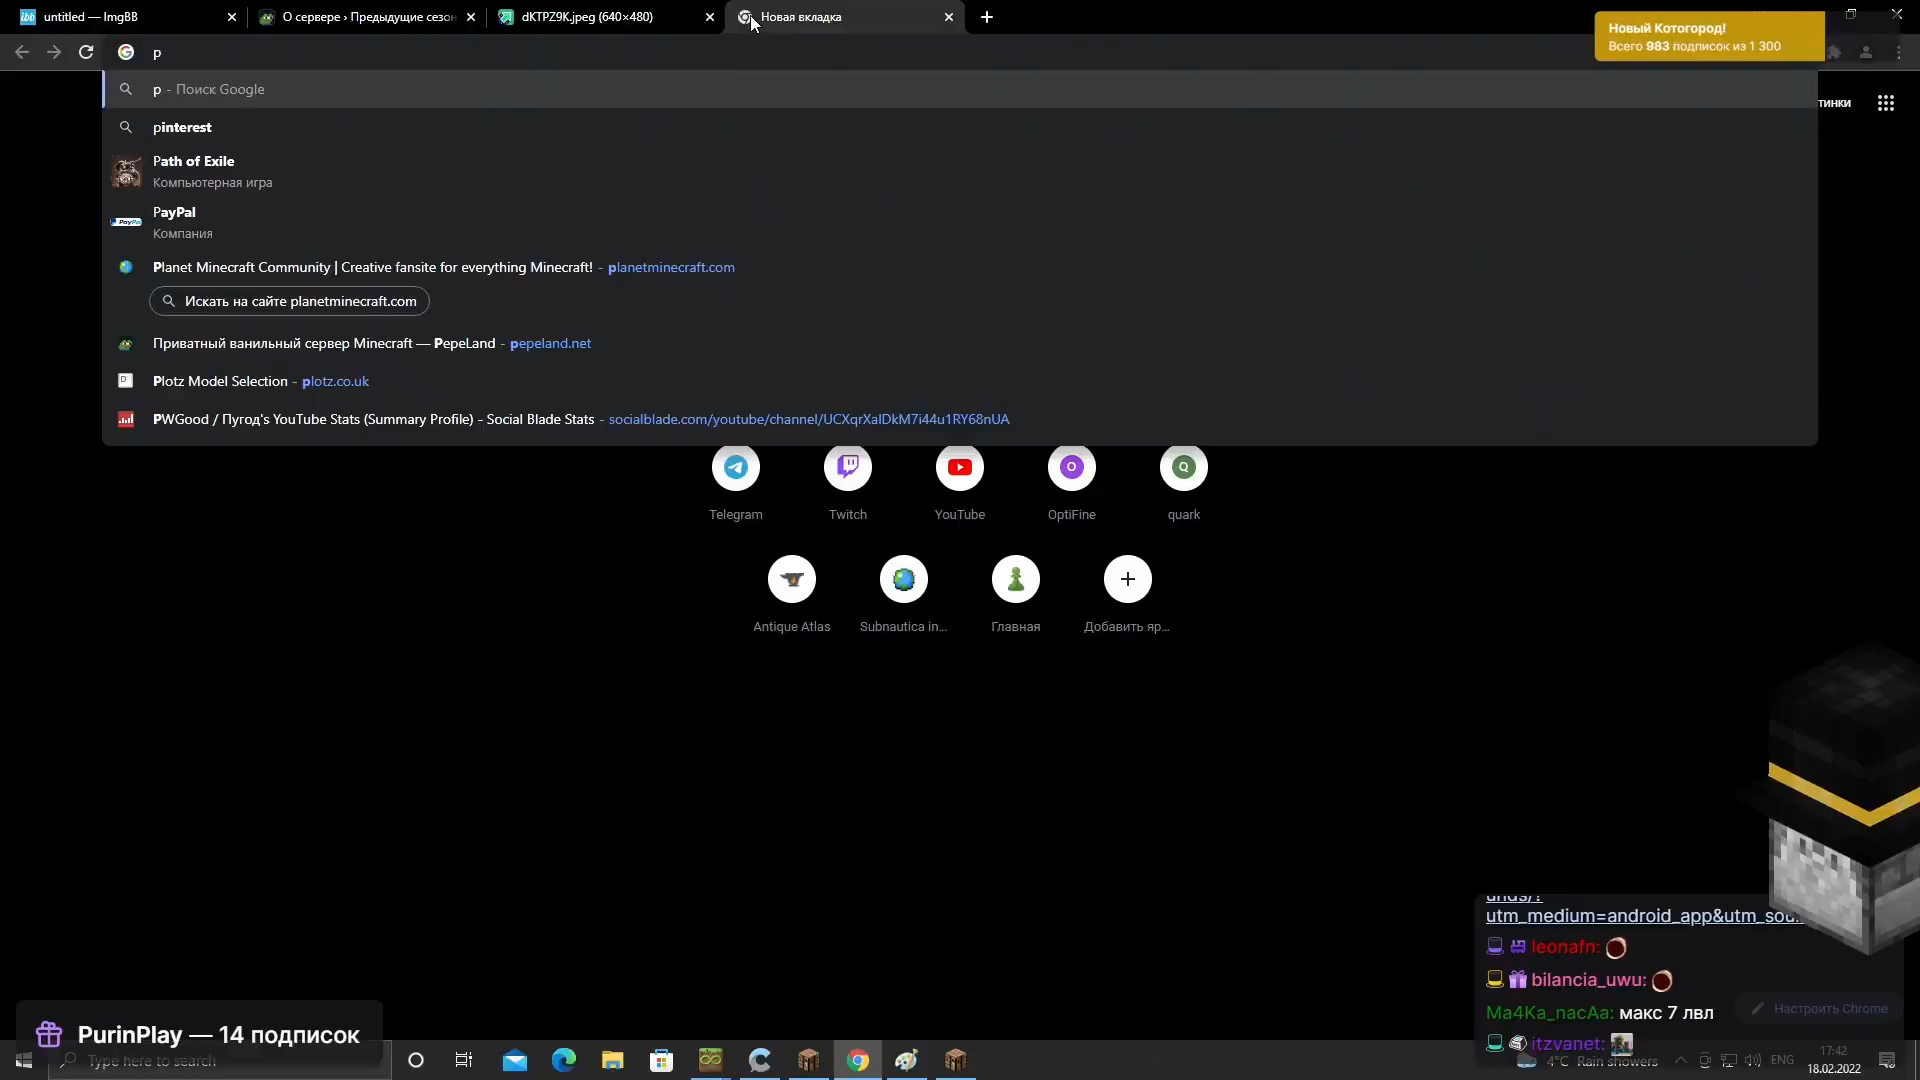 untitled — ImgBB
О сервере › Предыдущие сезон
dKTPZ9K.jpeg (640×480)
Новая вкладка
Новый Котогород!
Всего 983 подписок из 1 300
p
p - Поиск Google
тинки
pinterest
Path of Exile
Компьютерная игра
PayPal
PayPal
Компания
Planet Minecraft Community | Creative fansite for everything Minecraft! - planetminecraft.com
Искать на сайте planetminecraft.com
Приватный ванильный сервер Minecraft — PepeLand - pepeland.net
Plotz Model Selection - plotz.co.uk
PWGood / Пугод's YouTube Stats (Summary Profile) - Social Blade Stats - socialblade.com/youtube/channel/UCXqrXaIDkM7i44u1RY68nUA
Telegram
Twitch
YouTube
OptiFine
quark
Antique Atlas
Subnautica in...
Главная
Добавить яр...
utm_medium=android_app&utm_sou...
leonafn:
bilancia_uwu:
Ma4Ka_nacAa: макс 7 лвл
Настроить Chrome
itzvanet:
PurinPlay — 14 подписок
Type here to search
4°C Rain showers
ENG
17:42
18.02.2022